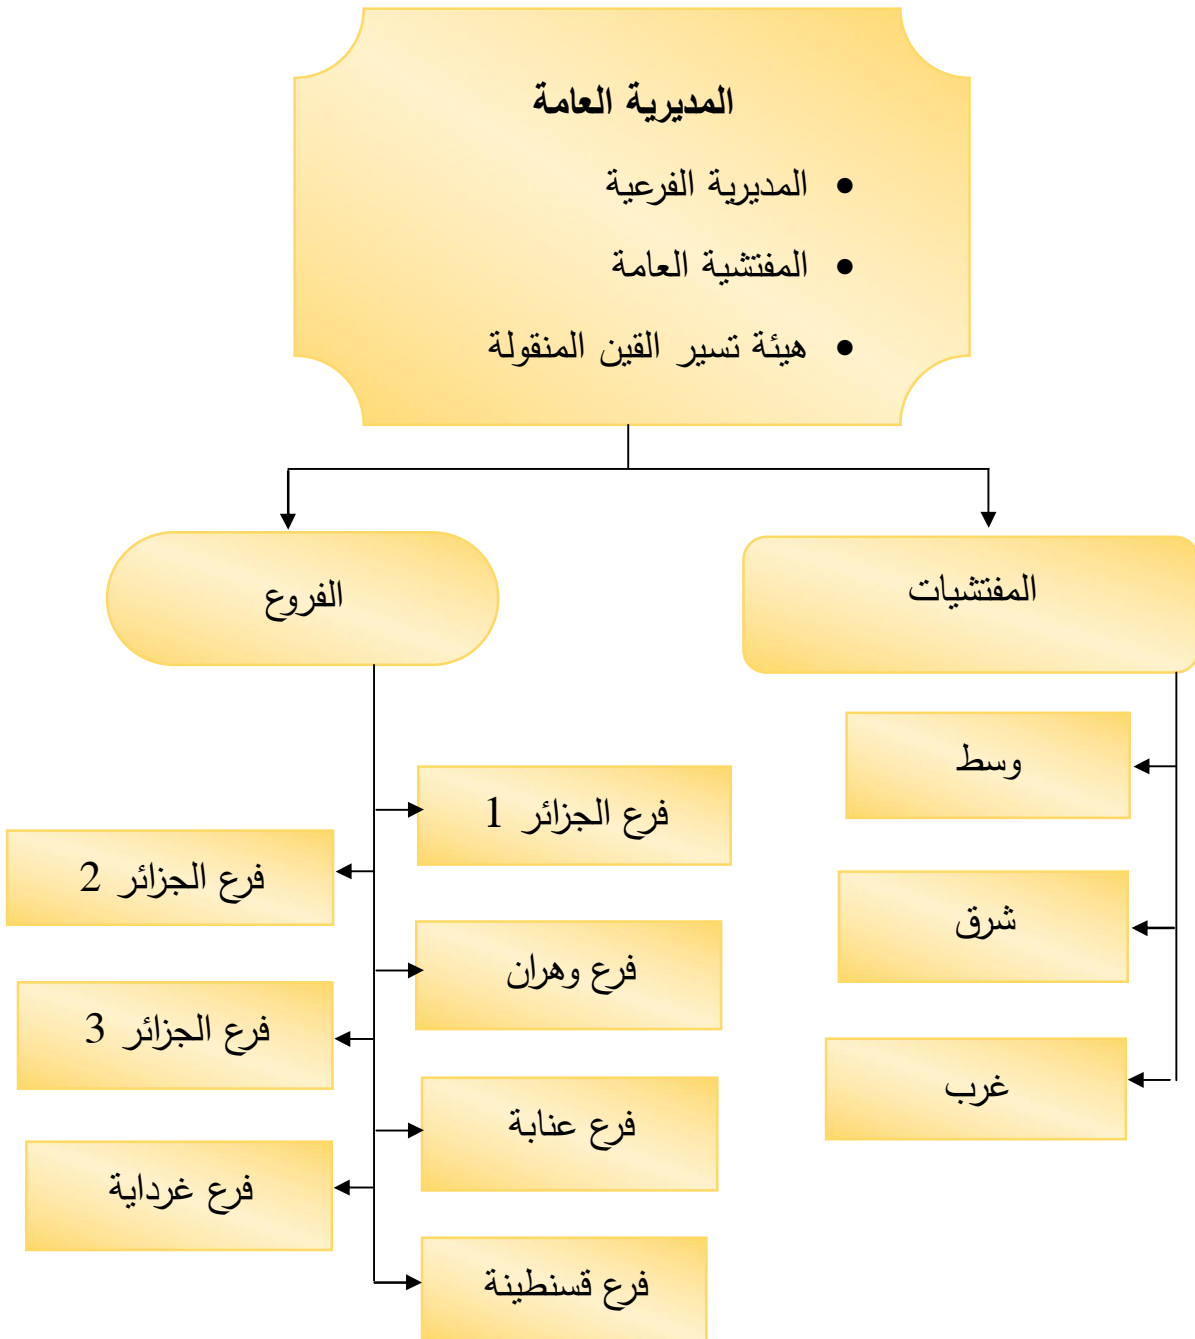 المديرية العامة
• المديرية الفرعية
• المفتشية العامة
• هيئة تسير القين المنقولة
المفتشيات
الفروع
وسط
شرق
غرب
فرع الجزائر 1
فرع الجزائر 2
فرع وهران
فرع الجزائر 3
فرع عنابة
فرع غرداية
فرع قسنطينة